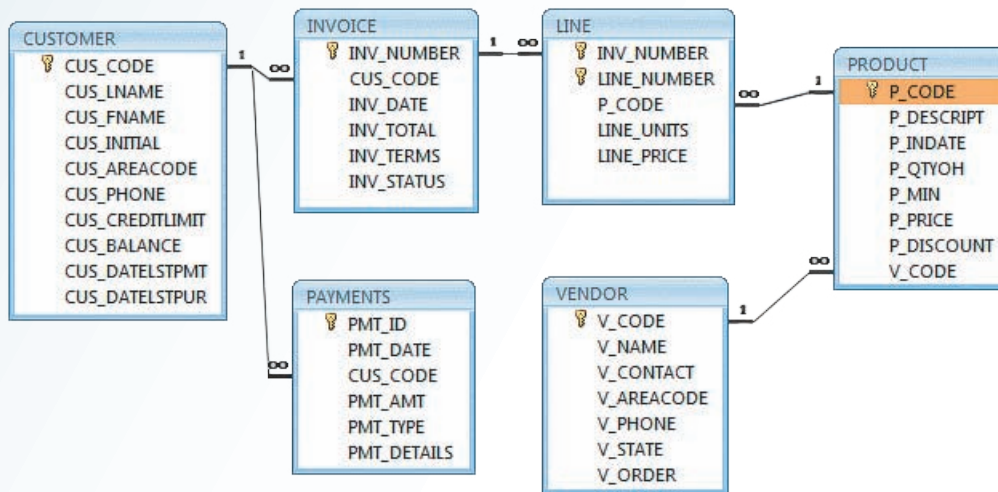 CUSTOMER
CUS_CODE
CUS_LNAME
CUS_FNAME
CUS_INITIAL
CUS_AREACODE
CUS_PHONE
CUS_CREDITLIMIT
CUS_BALANCE
CUS_DATELSTPMT
CUS_DATELSTPUR
1
∞
INVOICE
INV_NUMBER
CUS_CODE
INV_DATE
INV_TOTAL
INV_TERMS
INV_STATUS
1
∞
LINE
INV_NUMBER
LINE_NUMBER
P_CODE
LINE_UNITS
LINE_PRICE
∞
1
PRODUCT
P_CODE
P_DESCRIPT
P_INDATE
P_QTYOH
P_MIN
P_PRICE
P_DISCOUNT
V_CODE
∞
PAYMENTS
PMT_ID
PMT_DATE
CUS_CODE
PMT_AMT
PMT_TYPE
PMT_DETAILS
∞
VENDOR
V_CODE
V_NAME
V_CONTACT
V_AREACODE
V_PHONE
V_STATE
V_ORDER
1